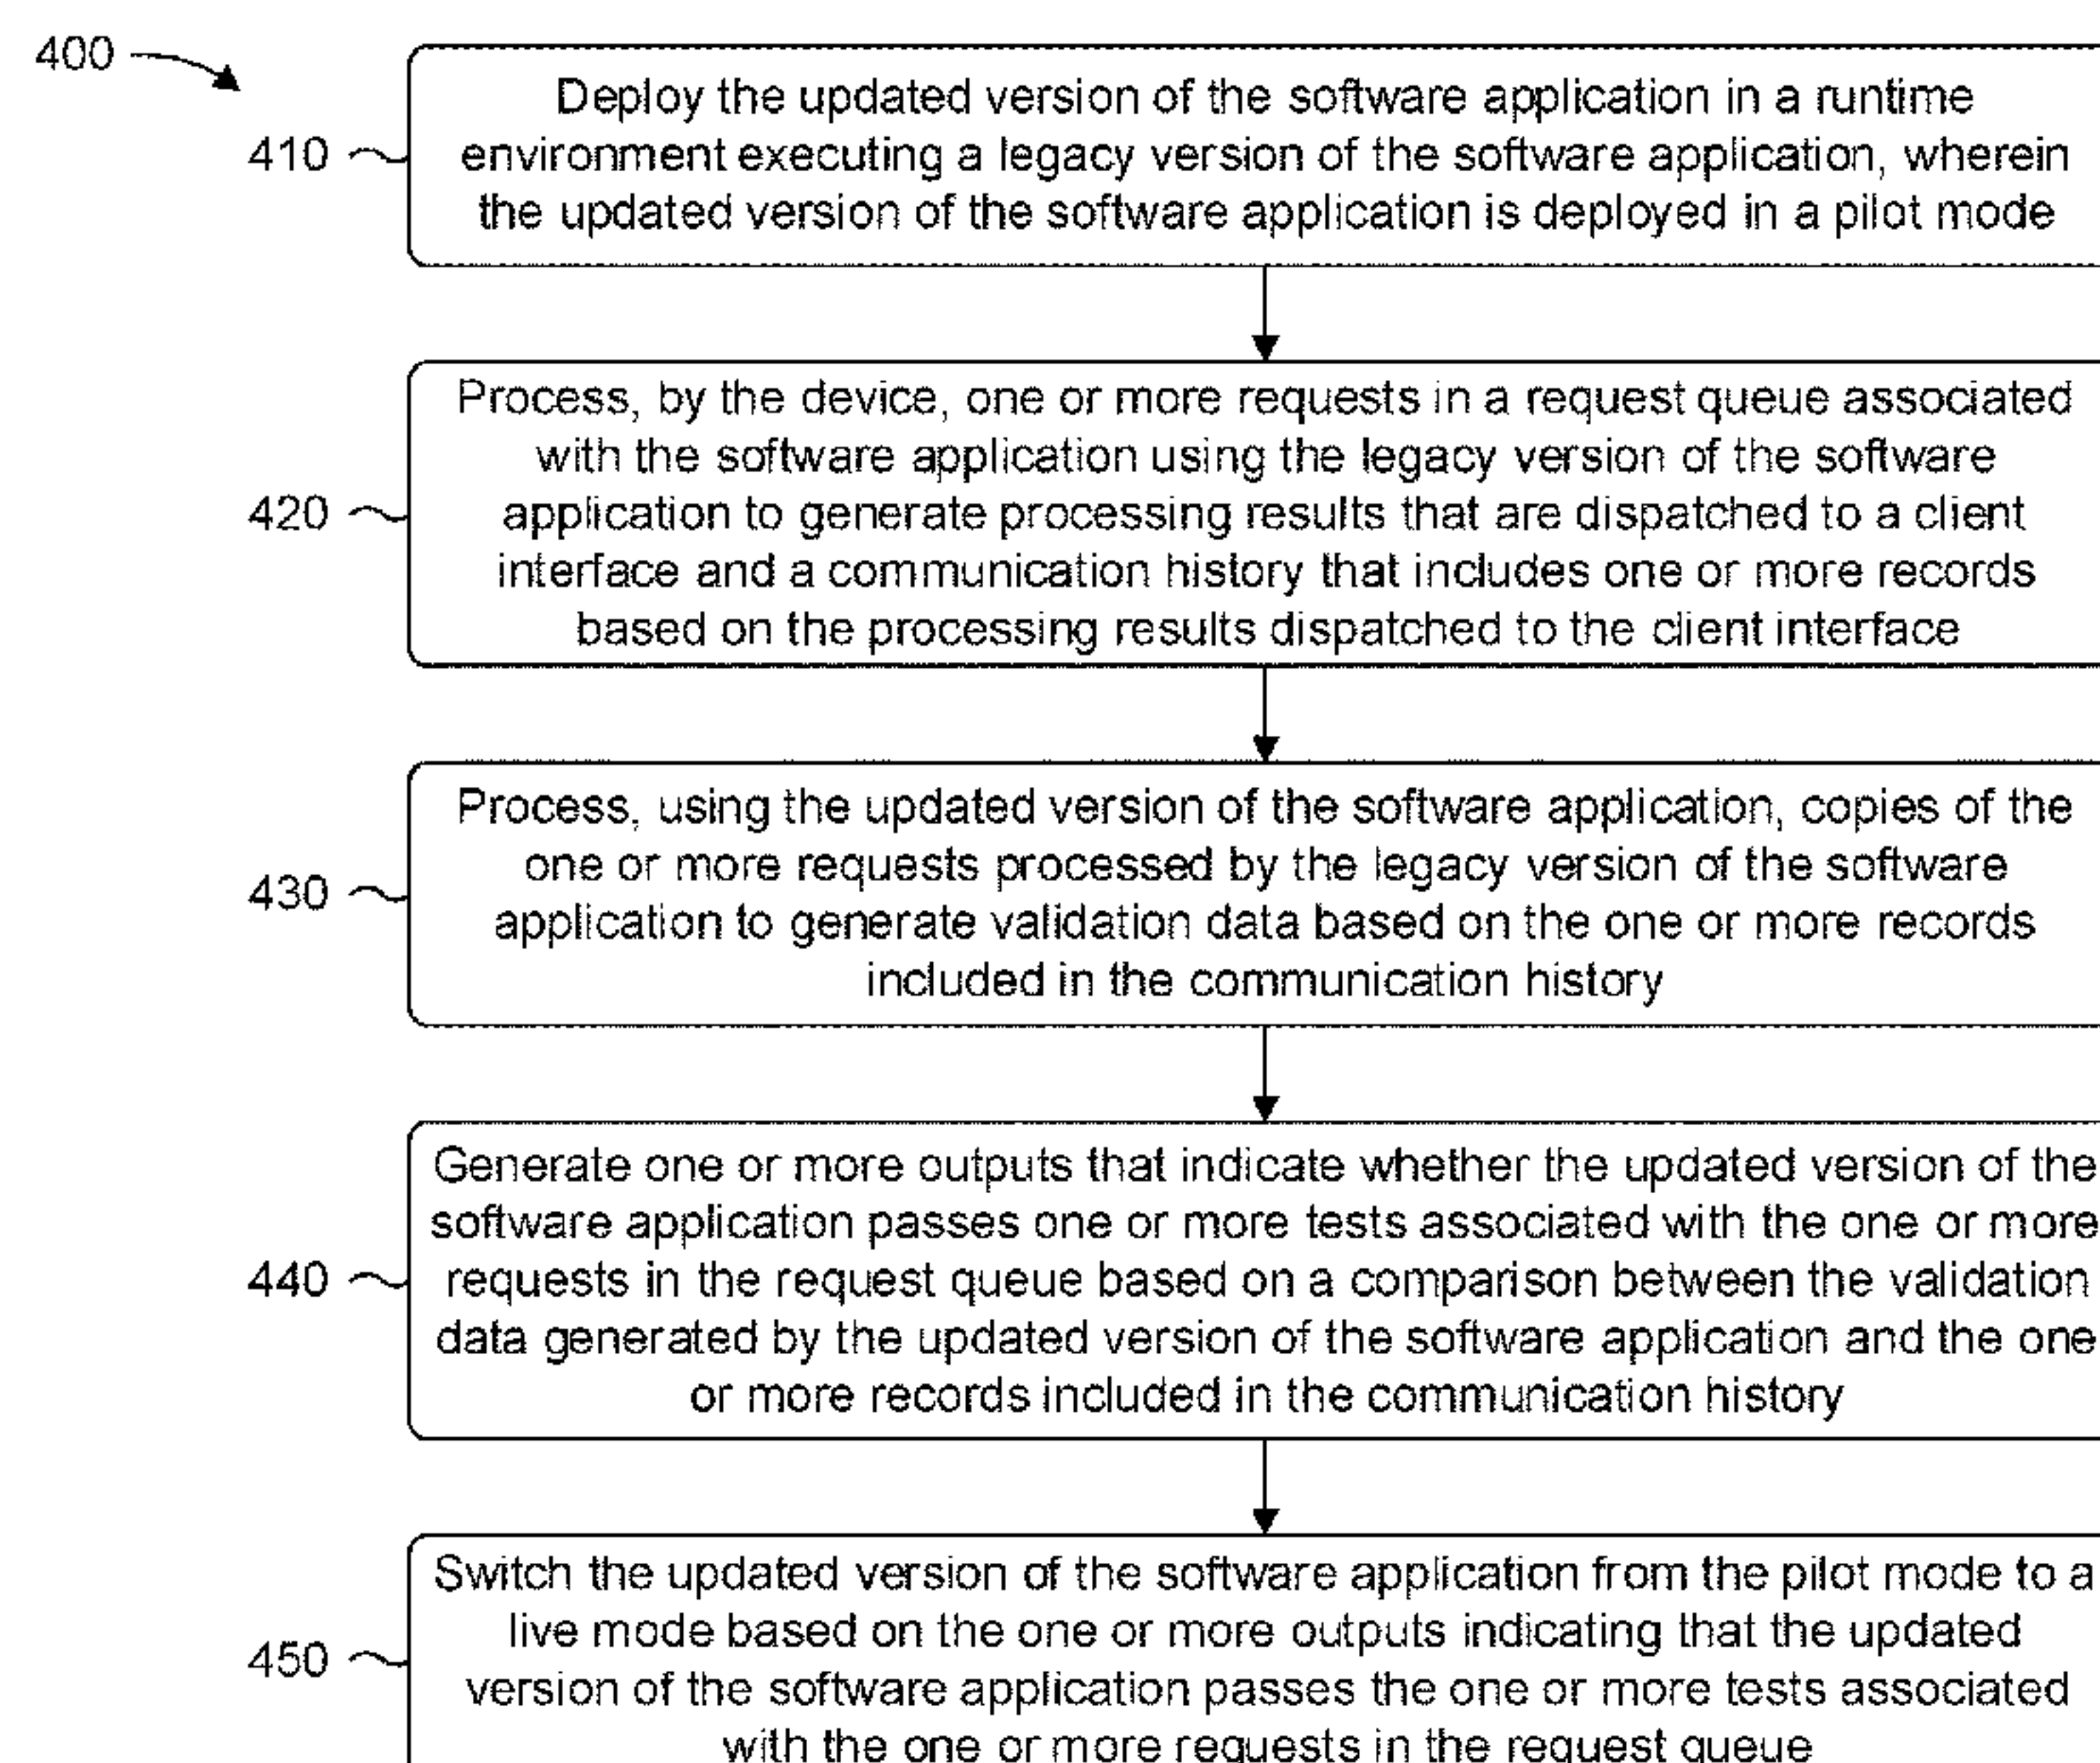 400
Deploy the updated version of the software application in a runtime
environment executing a legacy version of the software application, wherein
the updated version of the software application is deployed in a pilot mode
410
Process, by the device, one or more requests in a request queue associated
with the software application using the legacy version of the software
application to generate processing results that are dispatched to a client
interface and a communication history that includes one or more records
based on the processing results dispatched to the client interface
420
Process, using the updated version of the software application, copies of the
one or more requests processed by the legacy version of the software
application to generate validation data based on the one or more records
included in the communication history
430
Generate one or more outputs that indicate whether the updated version of the
software application passes one or more tests associated with the one or more
requests in the request queue based on a comparison between the validation
data generated by the updated version of the software application and the one
or more records included in the communication history
440
Switch the updated version of the software application from the pilot mode to a
live mode based on the one or more outputs indicating that the updated
version of the software application passes the one or more tests associated
with the one or more requests in the request queue
450